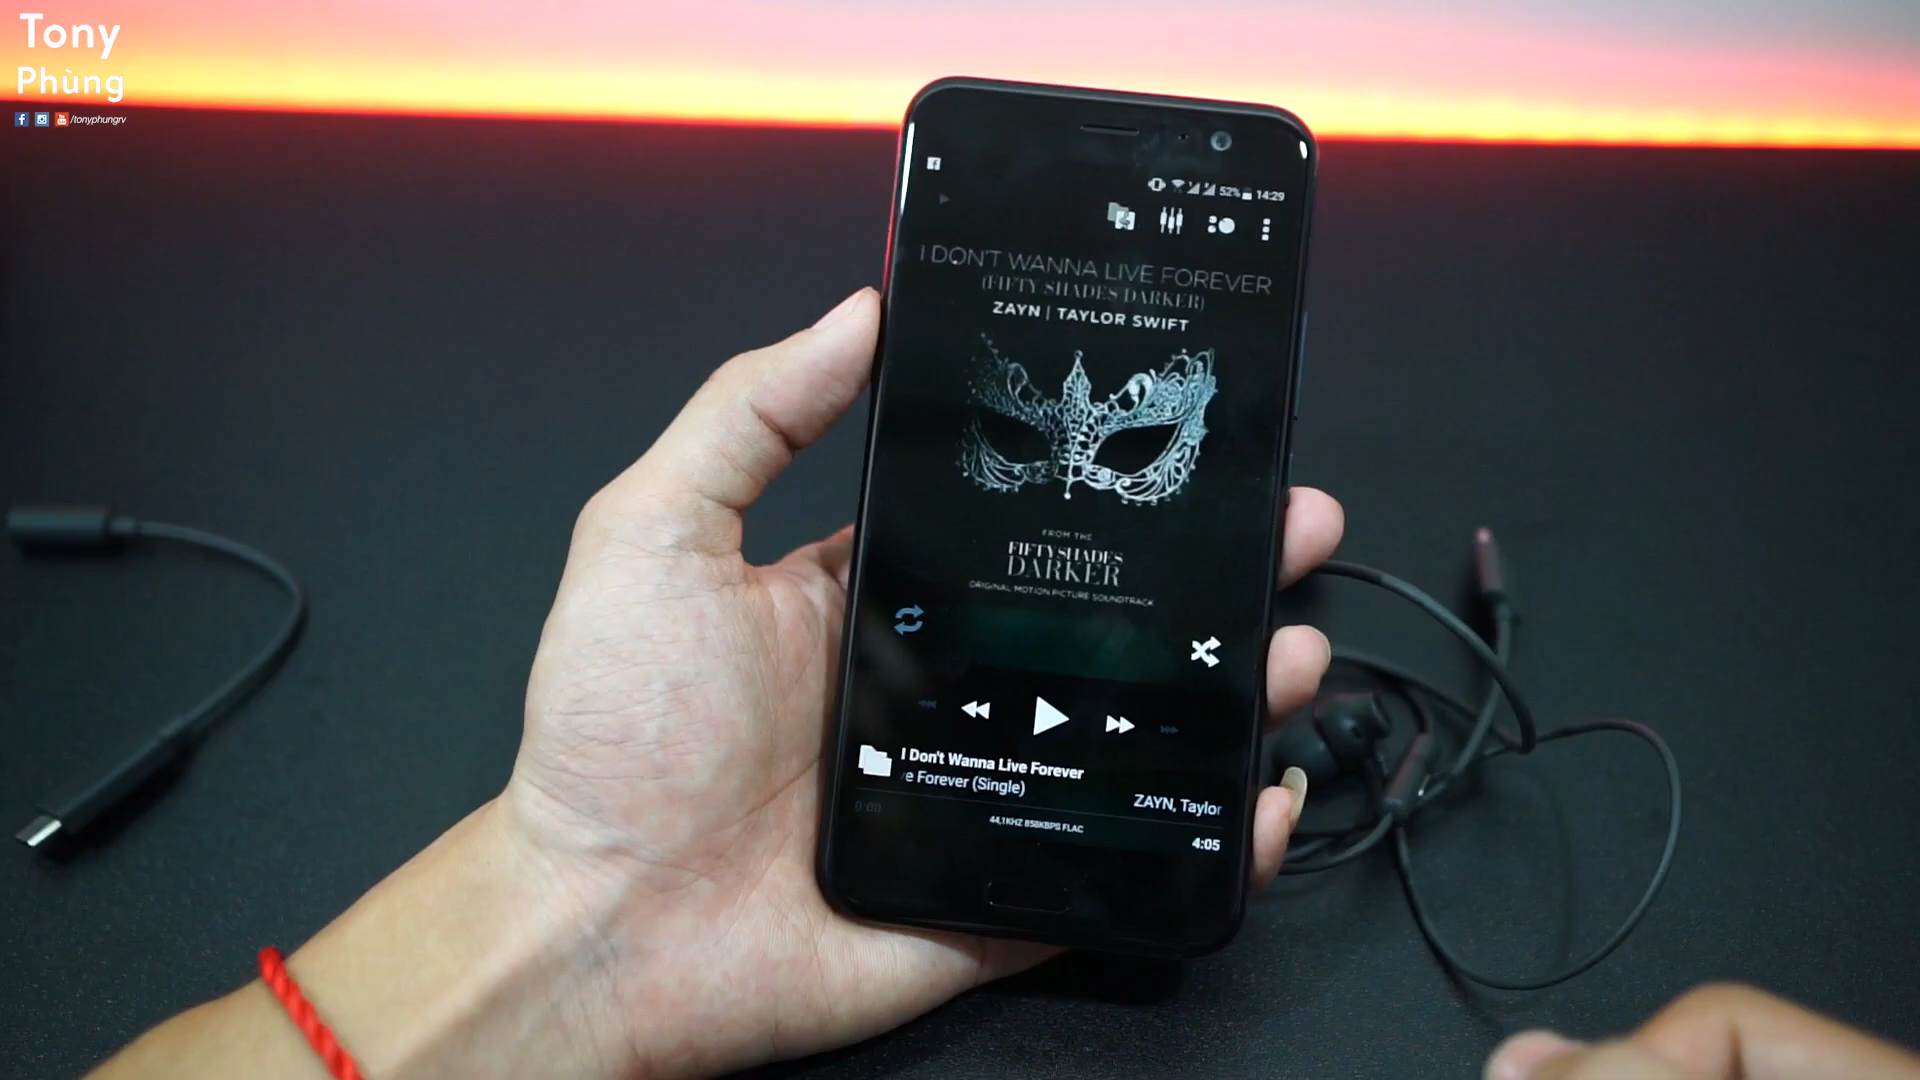 Tony
Phùng
/tonyphungrv
52% 14:29
I DON'T WANNA LIVE FOREVER
(FIFTY SHADES DARKER)
ZAYN | TAYLOR SWIFT
FROM THE
FIFTY SHADES
DARKER
ORIGINAL MOTION PICTURE SOUNDTRACK
I Don't Wanna Live Forever
ve Forever (Single)
ZAYN, Taylor
0:00
44,1KHZ 858KBPS FLAC
4:05